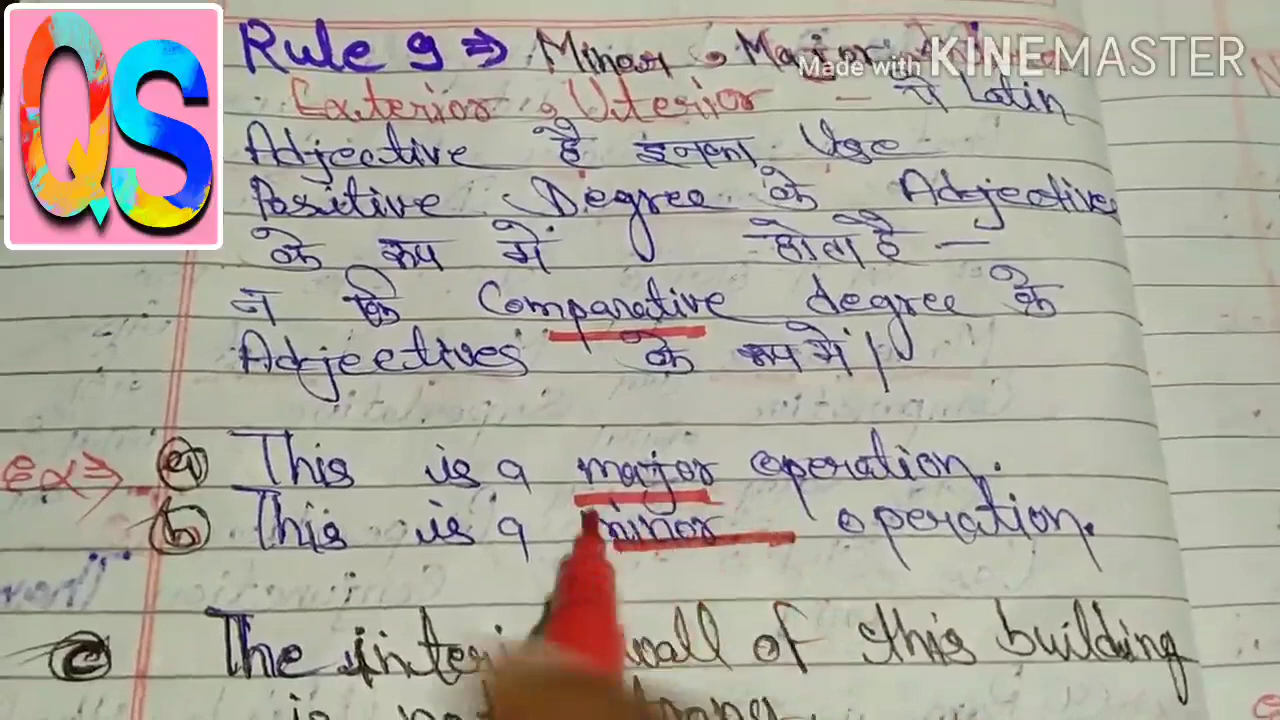 QS
Rule 9 ⇒ Minor, Major,
Made with KINEMASTER
Exterior, Uterior — ये Latin
Adjective है इनका Use
Positive Degree के Adjective
के रूप में होता है —
न कि Comparative degree के
Adjectives के रूप में।
ex⇒ (a) This is a major operation.
(b) This is a minor operation.
(c) The wall of this building
is